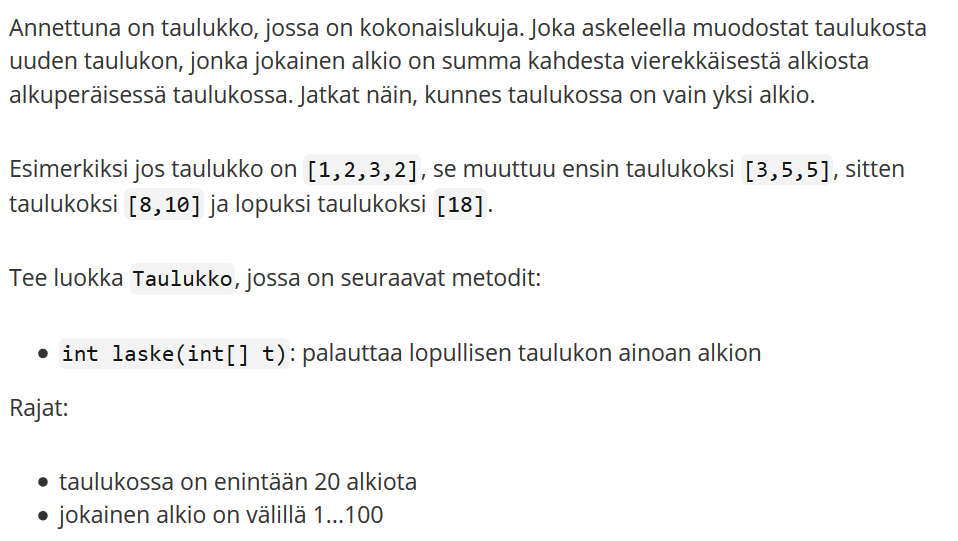 Annettuna on taulukko, jossa on kokonaislukuja. Joka askeleella muodostat taulukosta
uuden taulukon, jonka jokainen alkio on summa kahdesta vierekkäisestä alkiosta
alkuperäisessä taulukossa. Jatkat näin, kunnes taulukossa on vain yksi alkio.
Esimerkiksi jos taulukko on [1,2,3,2], se muuttuu ensin taulukoksi [3,5,5], sitten
taulukoksi [8,10] ja lopuksi taulukoksi [18].
Tee luokka Taulukko, jossa on seuraavat metodit:
• int laske(int[] t): palauttaa lopullisen taulukon ainoan alkion
Rajat:
• taulukossa on enintään 20 alkiota
• jokainen alkio on välillä 1...100